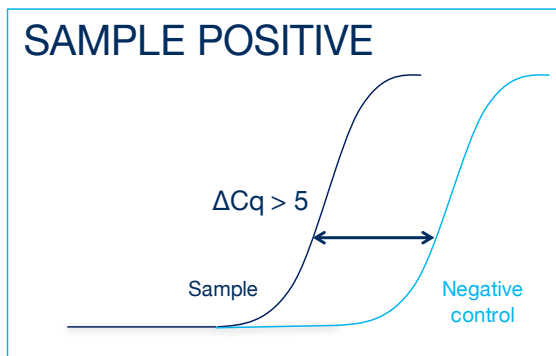 SAMPLE POSITIVE
ΔCq > 5
Sample
Negative
control